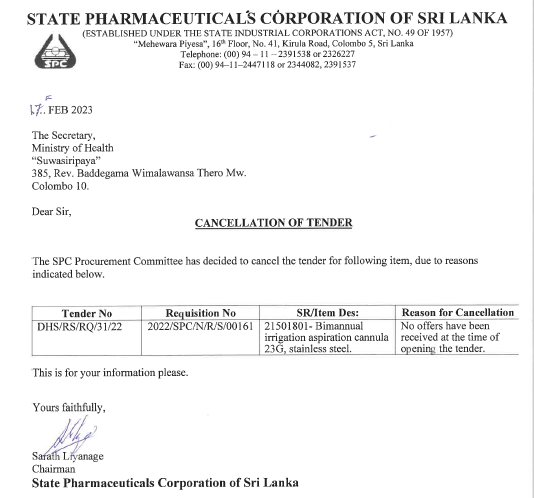 STATE PHARMACEUTICALS CORPORATION OF SRI LANKA
(ESTABLISHED UNDER THE STATE INDUSTRIAL CORPORATIONS ACT, NO. 49 OF 1957)
"Mehewara Piyesa", 16th Floor, No. 41, Kirula Road, Colombo 5, Sri Lanka
Telephone: (00) 94 – 11 – 2391538 or 2326227
Fax: (00) 94–11–2447118 or 2344082, 2391537
SPC
17. FEB 2023
The Secretary,
Ministry of Health
"Suwasiripaya"
385, Rev. Baddegama Wimalawansa Thero Mw.
Colombo 10.
Dear Sir,
CANCELLATION OF TENDER
The SPC Procurement Committee has decided to cancel the tender for following item, due to reasons
indicated below.
Tender No Requisition No SR/Item Des: Reason for Cancellation
DHS/RS/RQ/31/22 2022/SPC/N/R/S/00161 21501801- Bimannual No offers have been
irrigation aspiration cannula received at the time of
23G, stainless steel. opening the tender.
This is for your information please.
Yours faithfully,
Sarath Liyanage
Chairman
State Pharmaceuticals Corporation of Sri Lanka